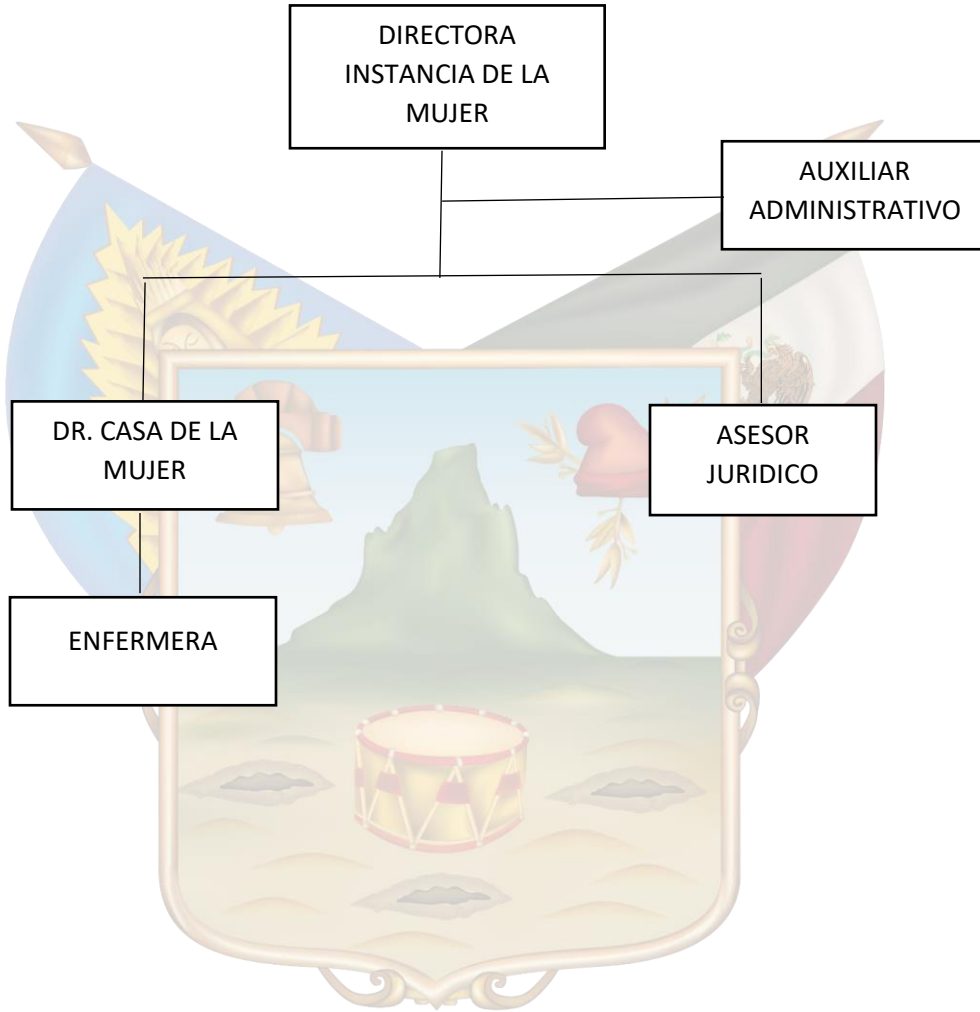 DIRECTORA
INSTANCIA DE LA
MUJER
AUXILIAR
ADMINISTRATIVO
DR. CASA DE LA
MUJER
ASESOR
JURIDICO
ENFERMERA